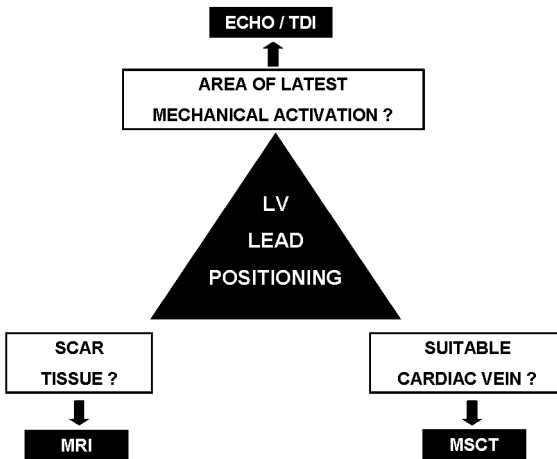 ECHO / TDI
AREA OF LATEST
MECHANICAL ACTIVATION ?
LV
LEAD
POSITIONING
SCAR
TISSUE ?
MRI
SUITABLE
CARDIAC VEIN ?
MSCT